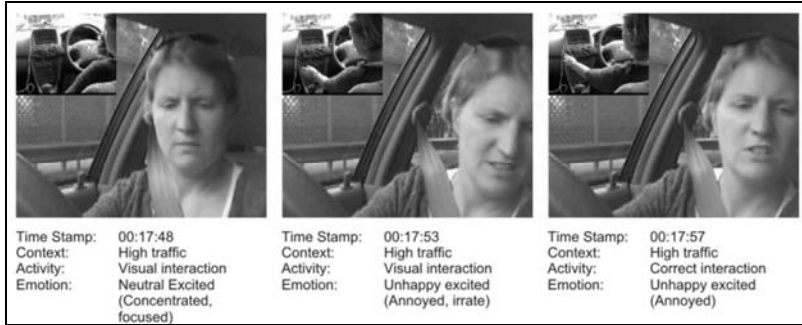 Time Stamp: 00:17:48
Context: High traffic
Activity: Visual interaction
Emotion: Neutral Excited
(Concentrated,
focused)
Time Stamp: 00:17:53
Context: High traffic
Activity: Visual interaction
Emotion: Unhappy excited
(Annoyed, irrate)
Time Stamp: 00:17:57
Context: High traffic
Activity: Correct interaction
Emotion: Unhappy excited
(Annoyed)